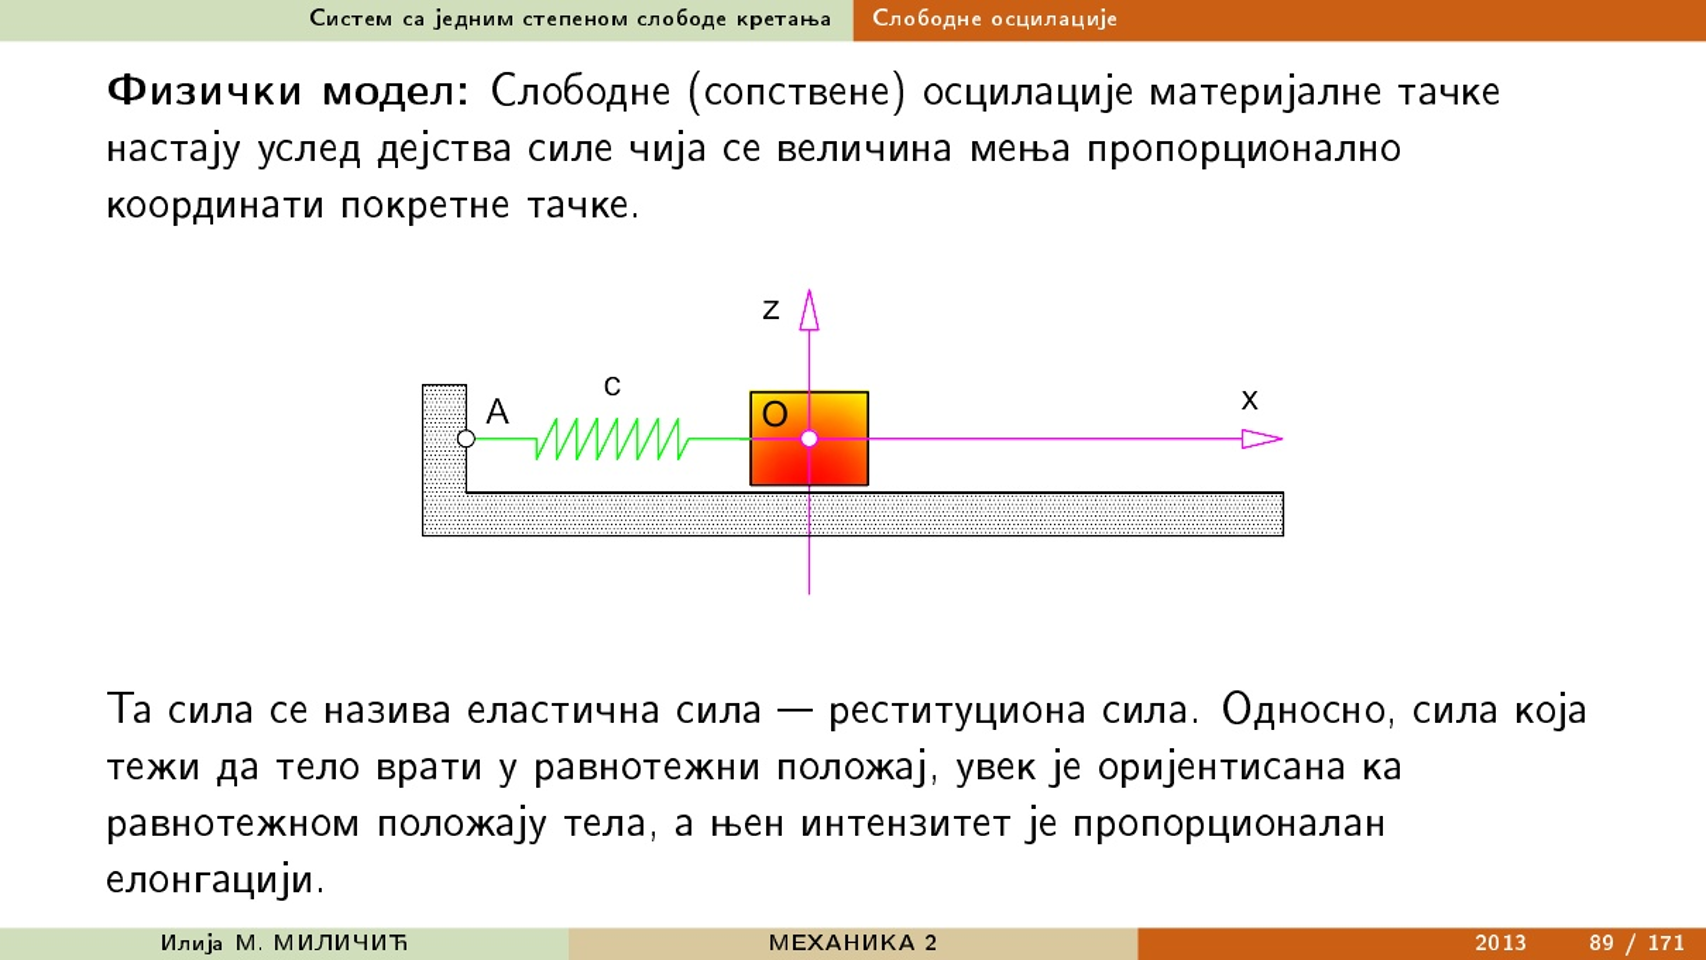 Систем са једним степеном слободе кретања Слободне осцилације
Физички модел: Слободне (сопствене) осцилације материјалне тачке
настају услед дејства силе чија се величина мења пропорционално
координати покретне тачке.
z
c
x
A
O
Та сила се назива еластична сила — реституциона сила. Односно, сила која
тежи да тело врати у равнотежни положај, увек је оријентисана ка
равнотежном положају тела, а њен интензитет је пропорционалан
елонгацији.
Илија М. МИЛИЧИЋ МЕХАНИКА 2 2013 89 / 171